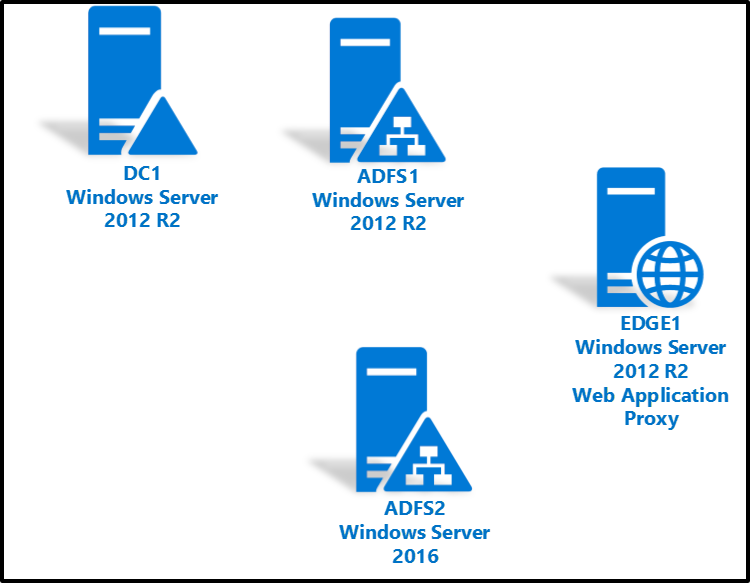 DC1
Windows Server
2012 R2
ADFS1
Windows Server
2012 R2
EDGE1
Windows Server
2012 R2
Web Application
Proxy
ADFS2
Windows Server
2016